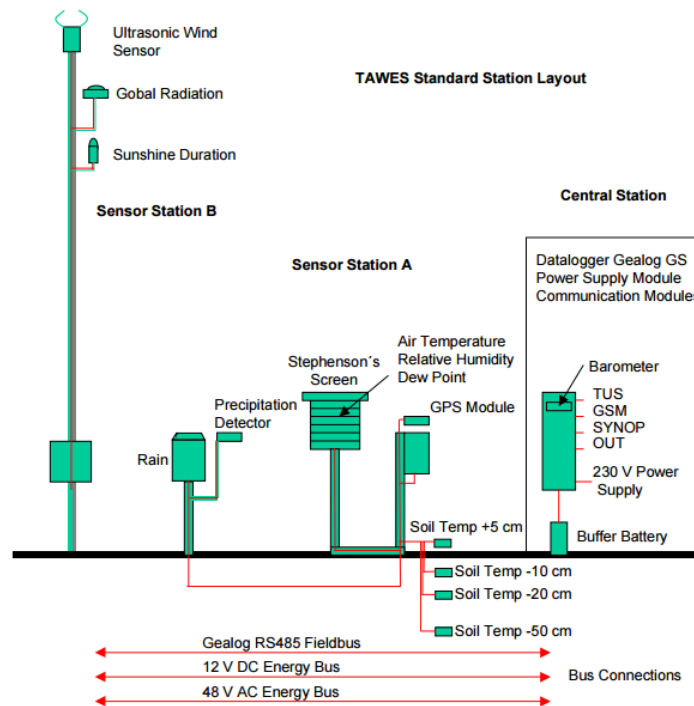 Ultrasonic Wind
Sensor
TAWES Standard Station Layout
Gobal Radiation
Sunshine Duration
Sensor Station B
Central Station
Sensor Station A
Datalogger Gealog GS
Power Supply Module
Communication Modules
Air Temperature
Relative Humidity
Dew Point
Stephenson´s
Screen
Barometer
Precipitation
Detector
GPS Module
TUS
GSM
SYNOP
OUT
Rain
230 V Power
Supply
Soil Temp +5 cm
Buffer Battery
Soil Temp -10 cm
Soil Temp -20 cm
Soil Temp -50 cm
Gealog RS485 Fieldbus
12 V DC Energy Bus
Bus Connections
48 V AC Energy Bus